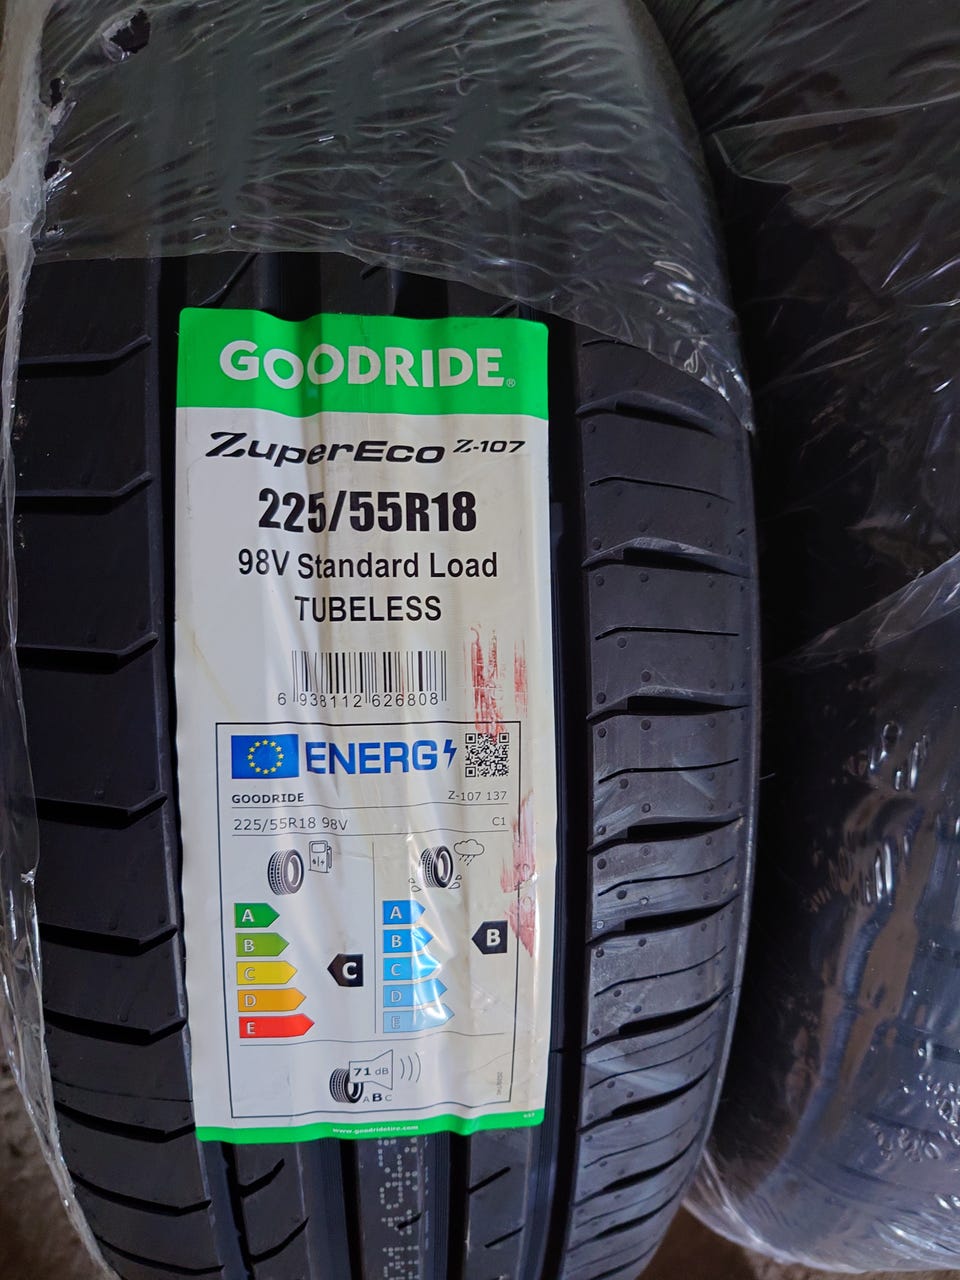 GOODRIDE®
ZuperEco Z-107
225/55R18
98V Standard Load
TUBELESS
6 938112 626808
ENERG
GOODRIDE Z-107 137
225/55R18 98V C1
A
B
C
D
E
C
A
B
C
D
E
B
71 dB
ABC
www.goodridetire.com